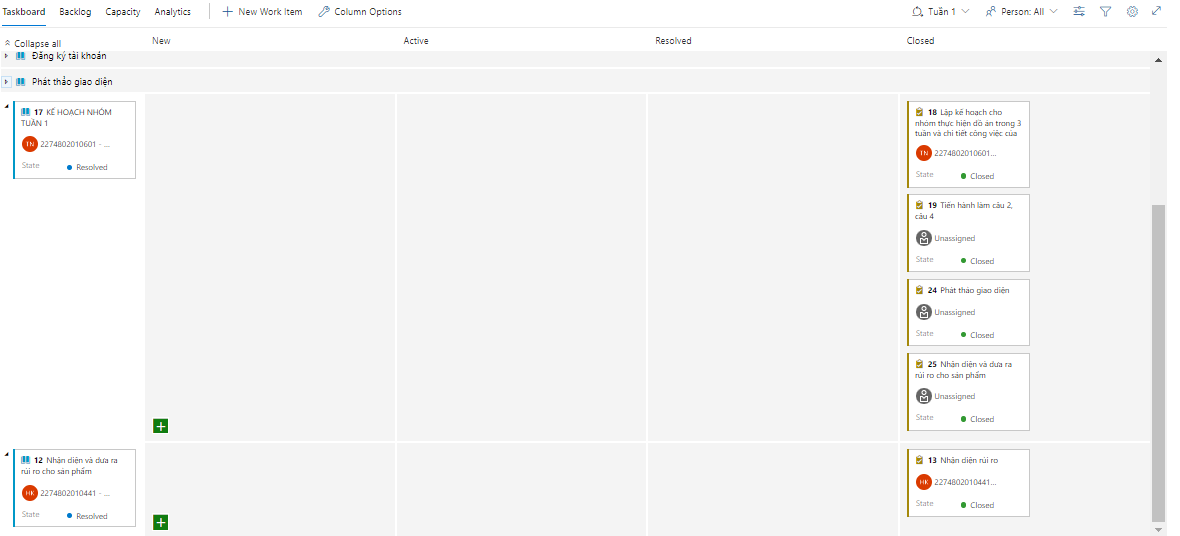 Taskboard Backlog Capacity Analytics New Work Item Column Options Tuần 1 Person: All
Collapse all New Active Resolved Closed
Đăng ký tài khoản
Phát thảo giao diện
17 KẾ HOẠCH NHÓM
TUẦN 1
TN 2274802010601 - ...
State Resolved
18 Lập kế hoạch cho
nhóm thực hiện đồ án trong 3
tuần và chi tiết công việc của
TN 2274802010601...
State Closed
19 Tiến hành làm câu 2,
câu 4
Unassigned
State Closed
24 Phát thảo giao diện
Unassigned
State Closed
25 Nhận diện và đưa ra
rủi ro cho sản phẩm
Unassigned
State Closed
12 Nhận diện và đưa ra
rủi ro cho sản phẩm
HK 2274802010441 - ...
State Resolved
13 Nhận diện rủi ro
HK 2274802010441...
State Closed